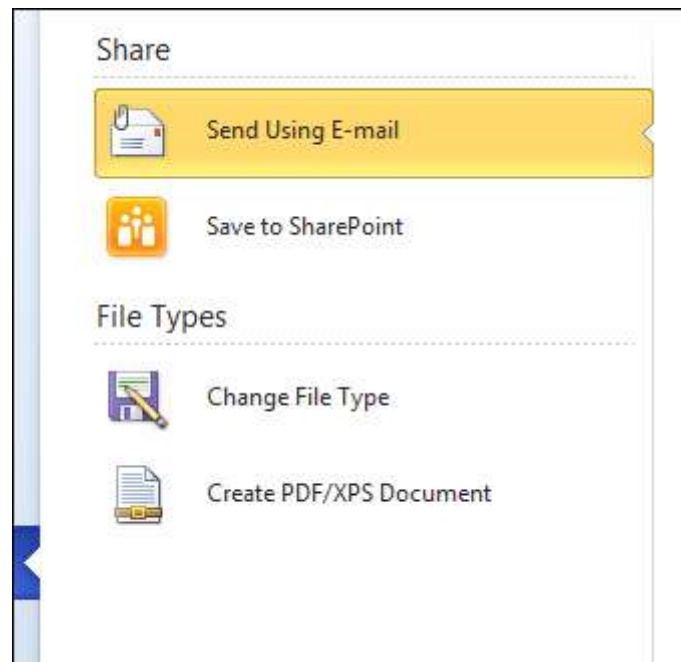 Share
Send Using E-mail
Save to SharePoint
File Types
Change File Type
Create PDF/XPS Document